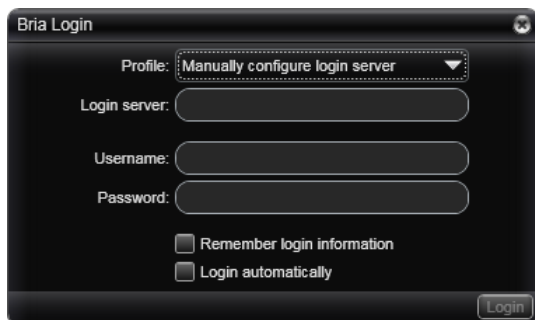 Bria Login
Profile: Manually configure login server
Login server:
Username:
Password:
Remember login information
Login automatically
Login